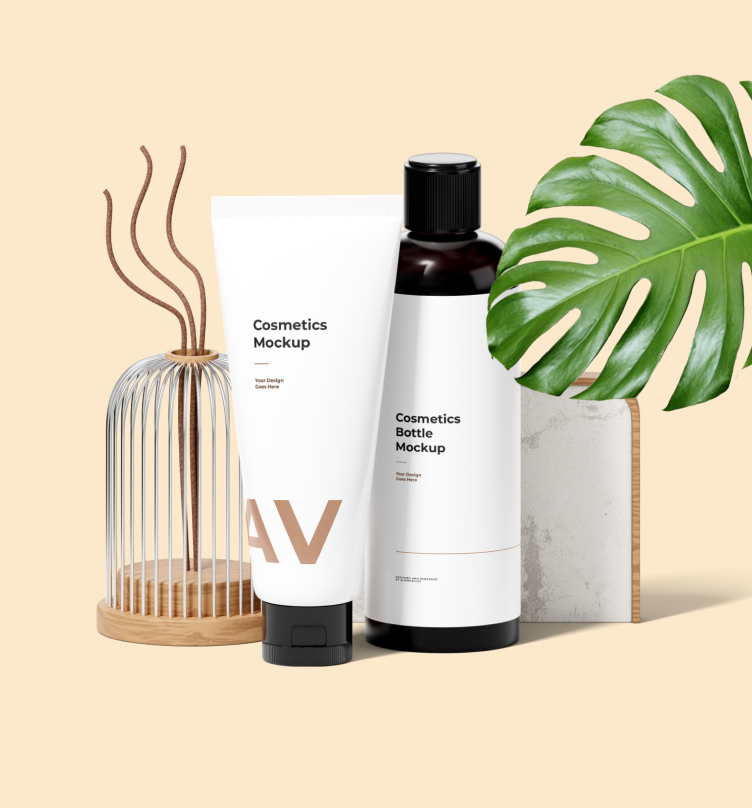 Cosmetics
Mockup
Your Design
Goes Here
AV
Cosmetics
Bottle
Mockup
Your Design
Goes Here